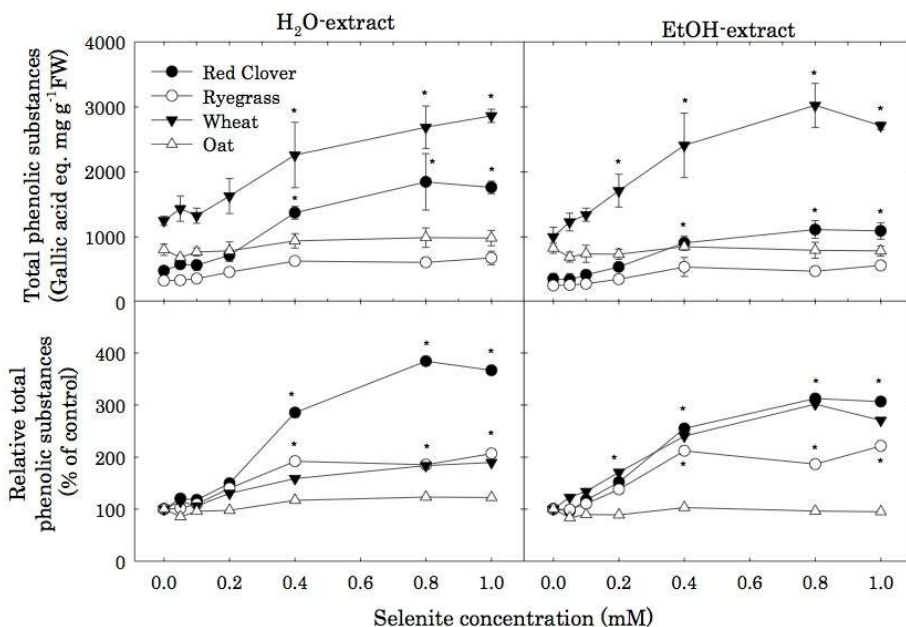 H₂O-extract
EtOH-extract
Total phenolic substances
(Gallic acid eq. mg g⁻¹FW)
4000
3000
2000
1000
0
Red Clover
Ryegrass
Wheat
Oat
* * * * * *
* * * * *
* *
Relative total
phenolic substances
(% of control)
400
300
200
100
0
* * * * *
* * * *
* * *
0.0 0.2 0.4 0.6 0.8 1.0
0.0 0.2 0.4 0.6 0.8 1.0
Selenite concentration (mM)